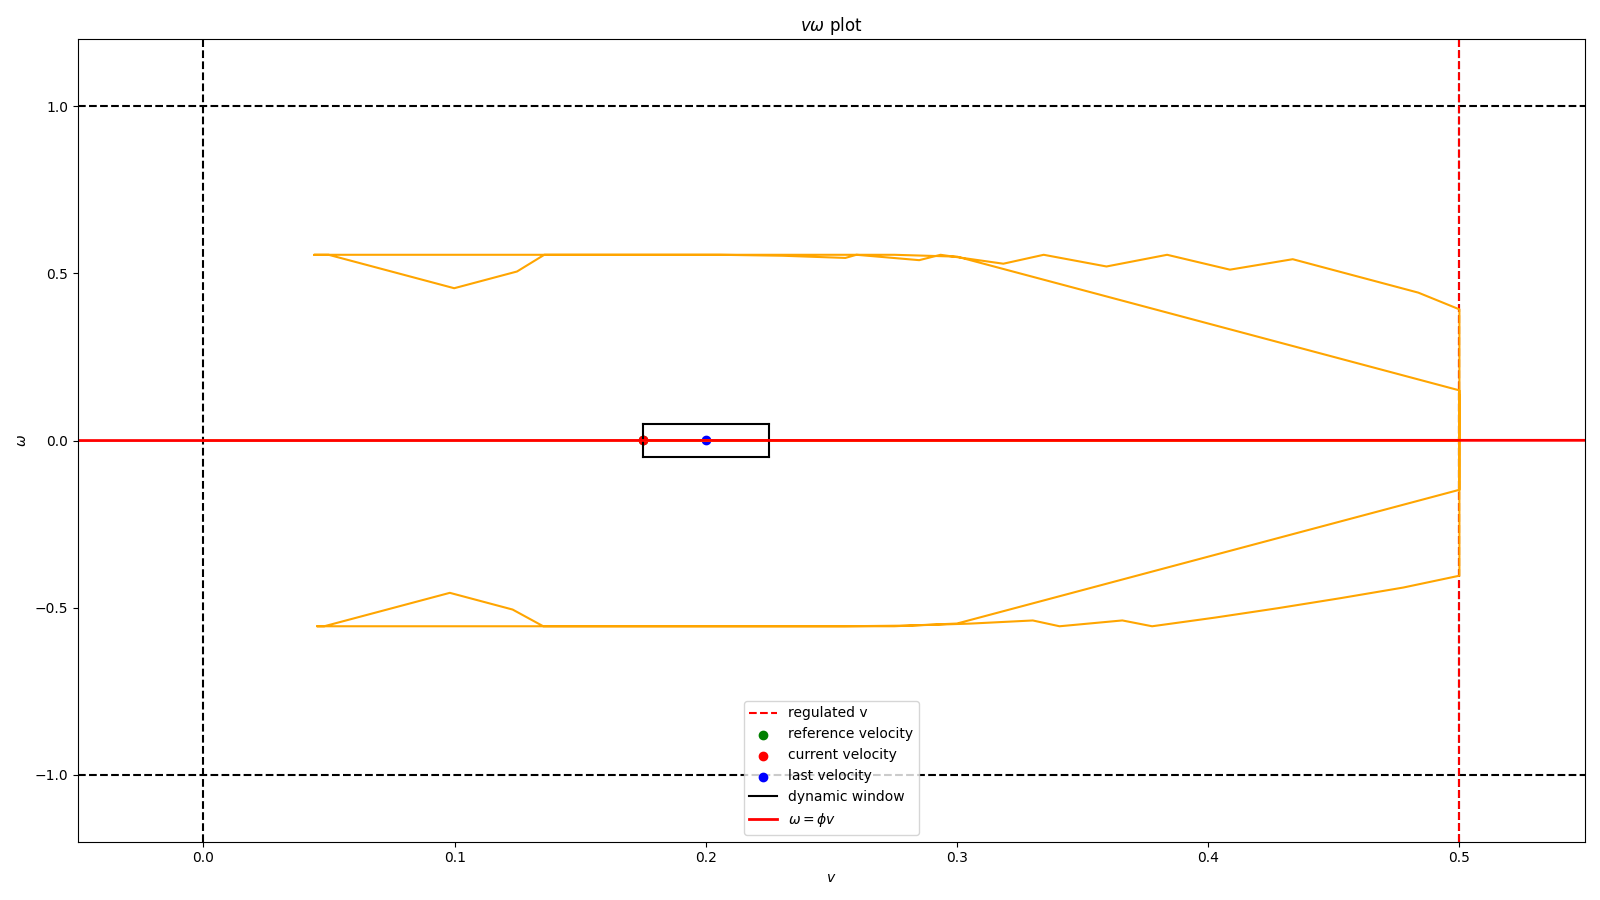 vω plot
1.0
0.5
0.0
−0.5
−1.0
ω
0.0 0.1 0.2 0.3 0.4 0.5
v
regulated v
reference velocity
current velocity
last velocity
dynamic window
ω = ϕv